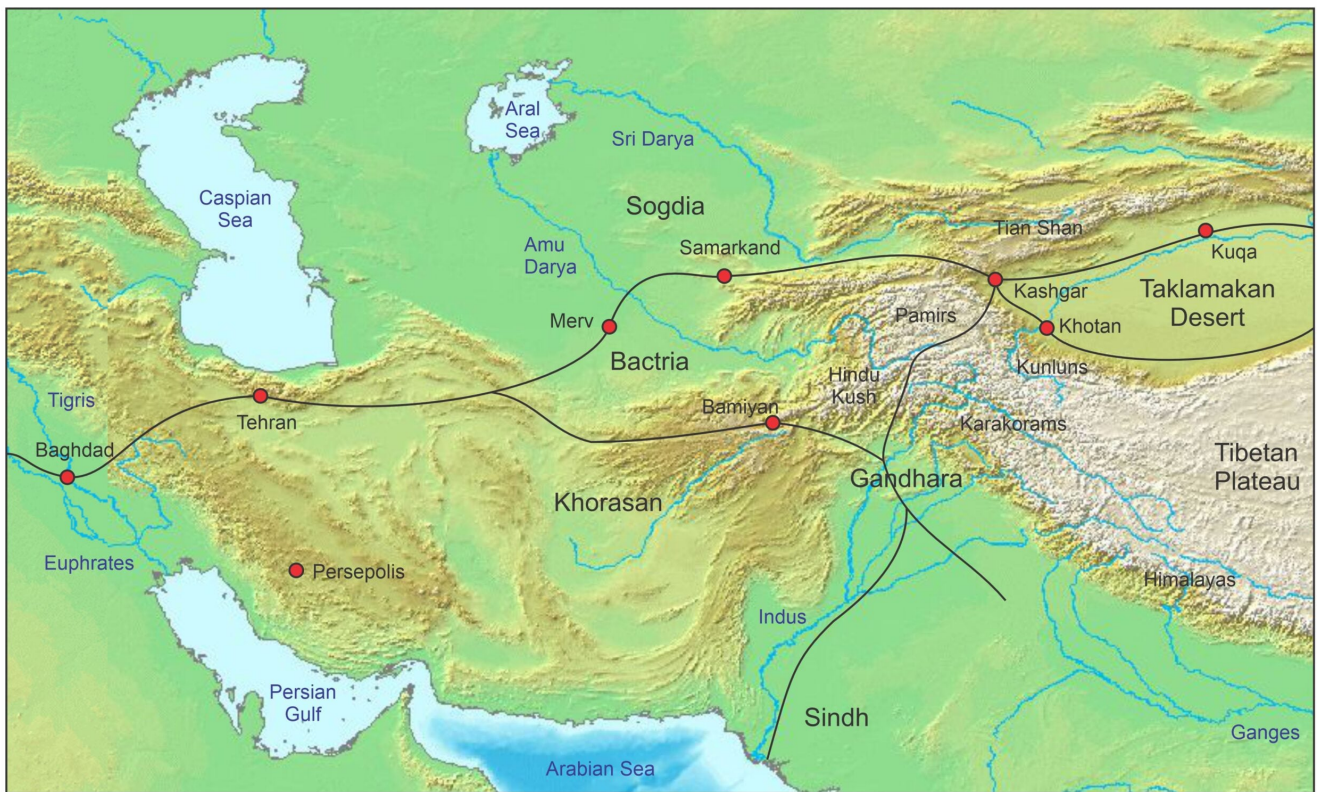 Aral
Sea
Sri Darya
Caspian
Sea
Sogdia
Tian Shan
Samarkand
Amu
Darya
Kuqa
Kashgar
Taklamakan
Desert
Merv
Pamirs
Khotan
Bactria
Hindu
Kush
Kunluns
Tigris
Tehran
Bamiyan
Karakorams
Baghdad
Tibetan
Plateau
Gandhara
Khorasan
Euphrates
Persepolis
Himalayas
Indus
Persian
Gulf
Sindh
Ganges
Arabian Sea